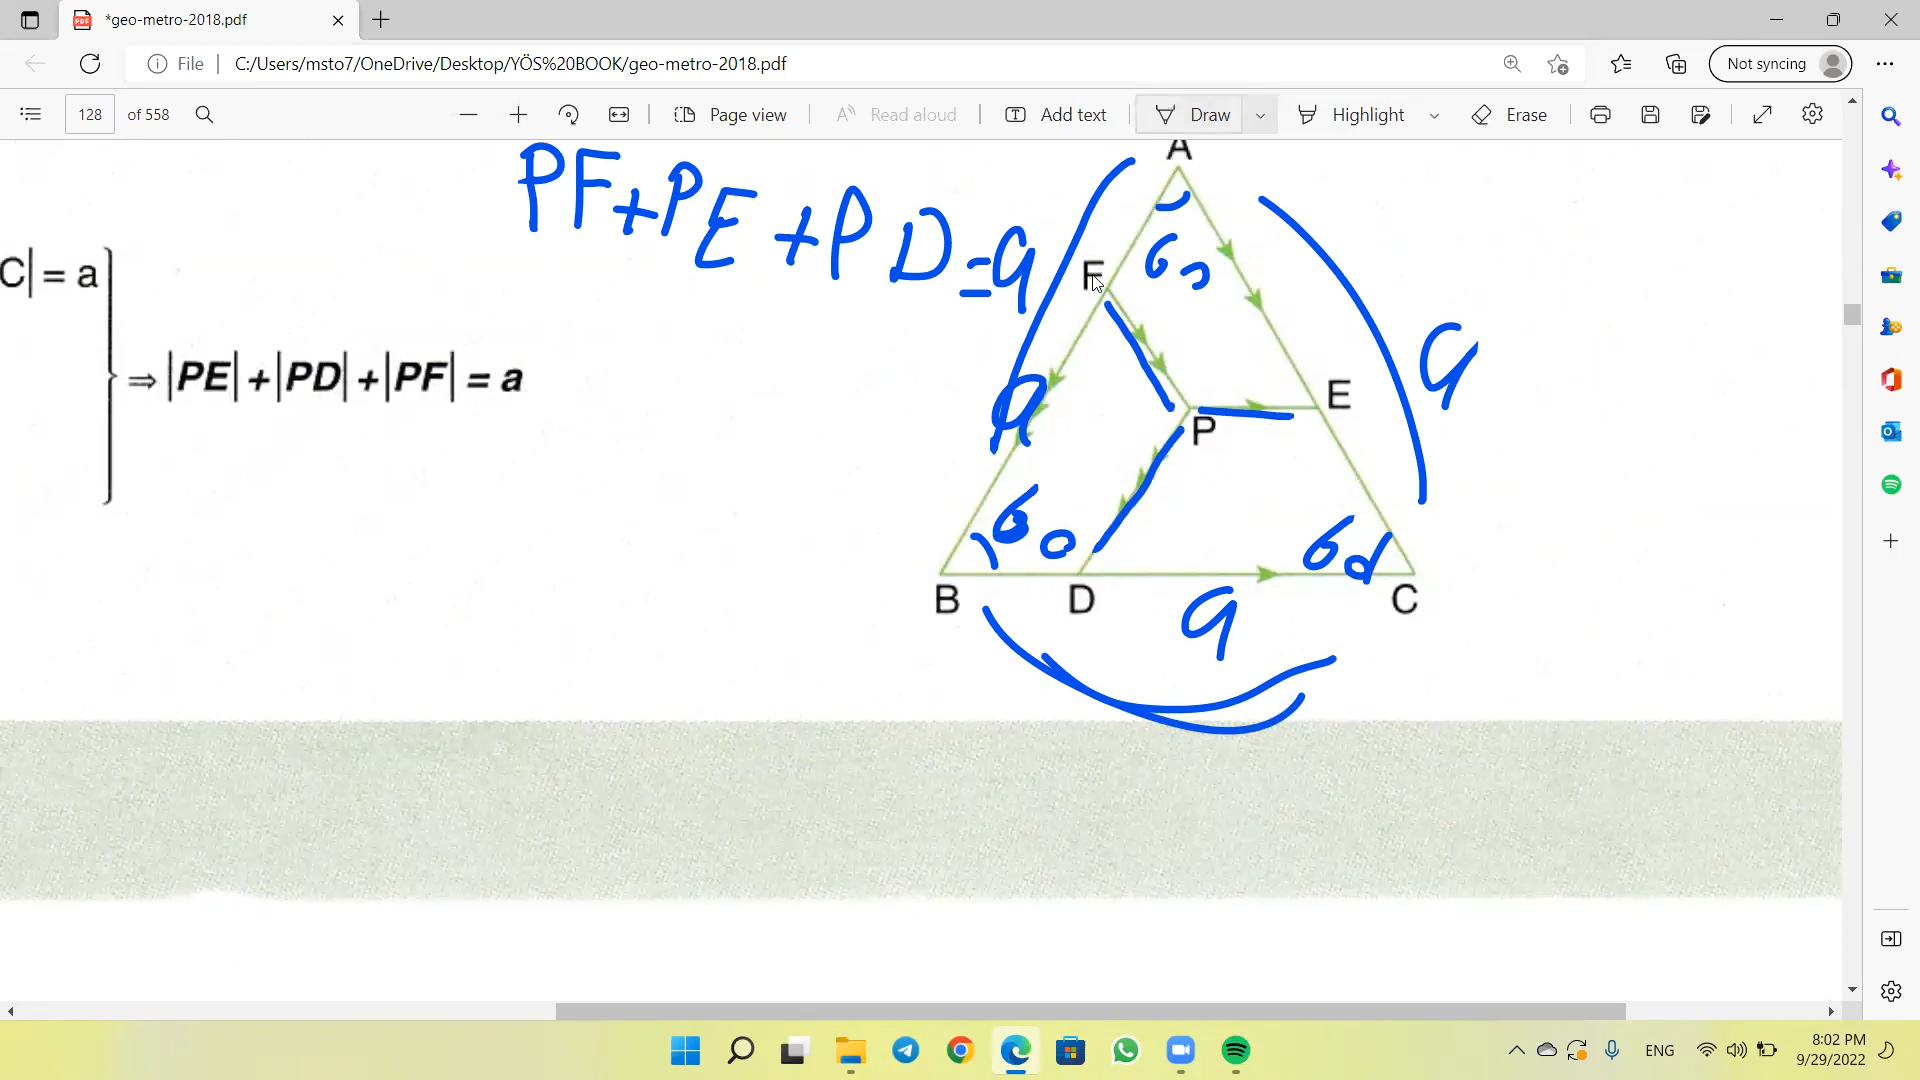 *geo-metro-2018.pdf
File
C:/Users/msto7/OneDrive/Desktop/YÖS%20BOOK/geo-metro-2018.pdf
Not syncing
128 of 558
Page view
Read aloud
Add text
Draw
Highlight
Erase
PF+PE+PD=a
A
60
F
C| = a
⇒|PE| + |PD| + |PF| = a
a
a
E
P
60
60
B D C
a
ENG
8:02 PM
9/29/2022